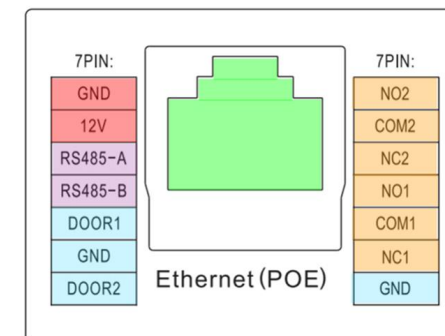 7PIN:
GND
12V
RS485-A
RS485-B
DOOR1
GND
DOOR2
Ethernet(POE)
7PIN:
NO2
COM2
NC2
NO1
COM1
NC1
GND